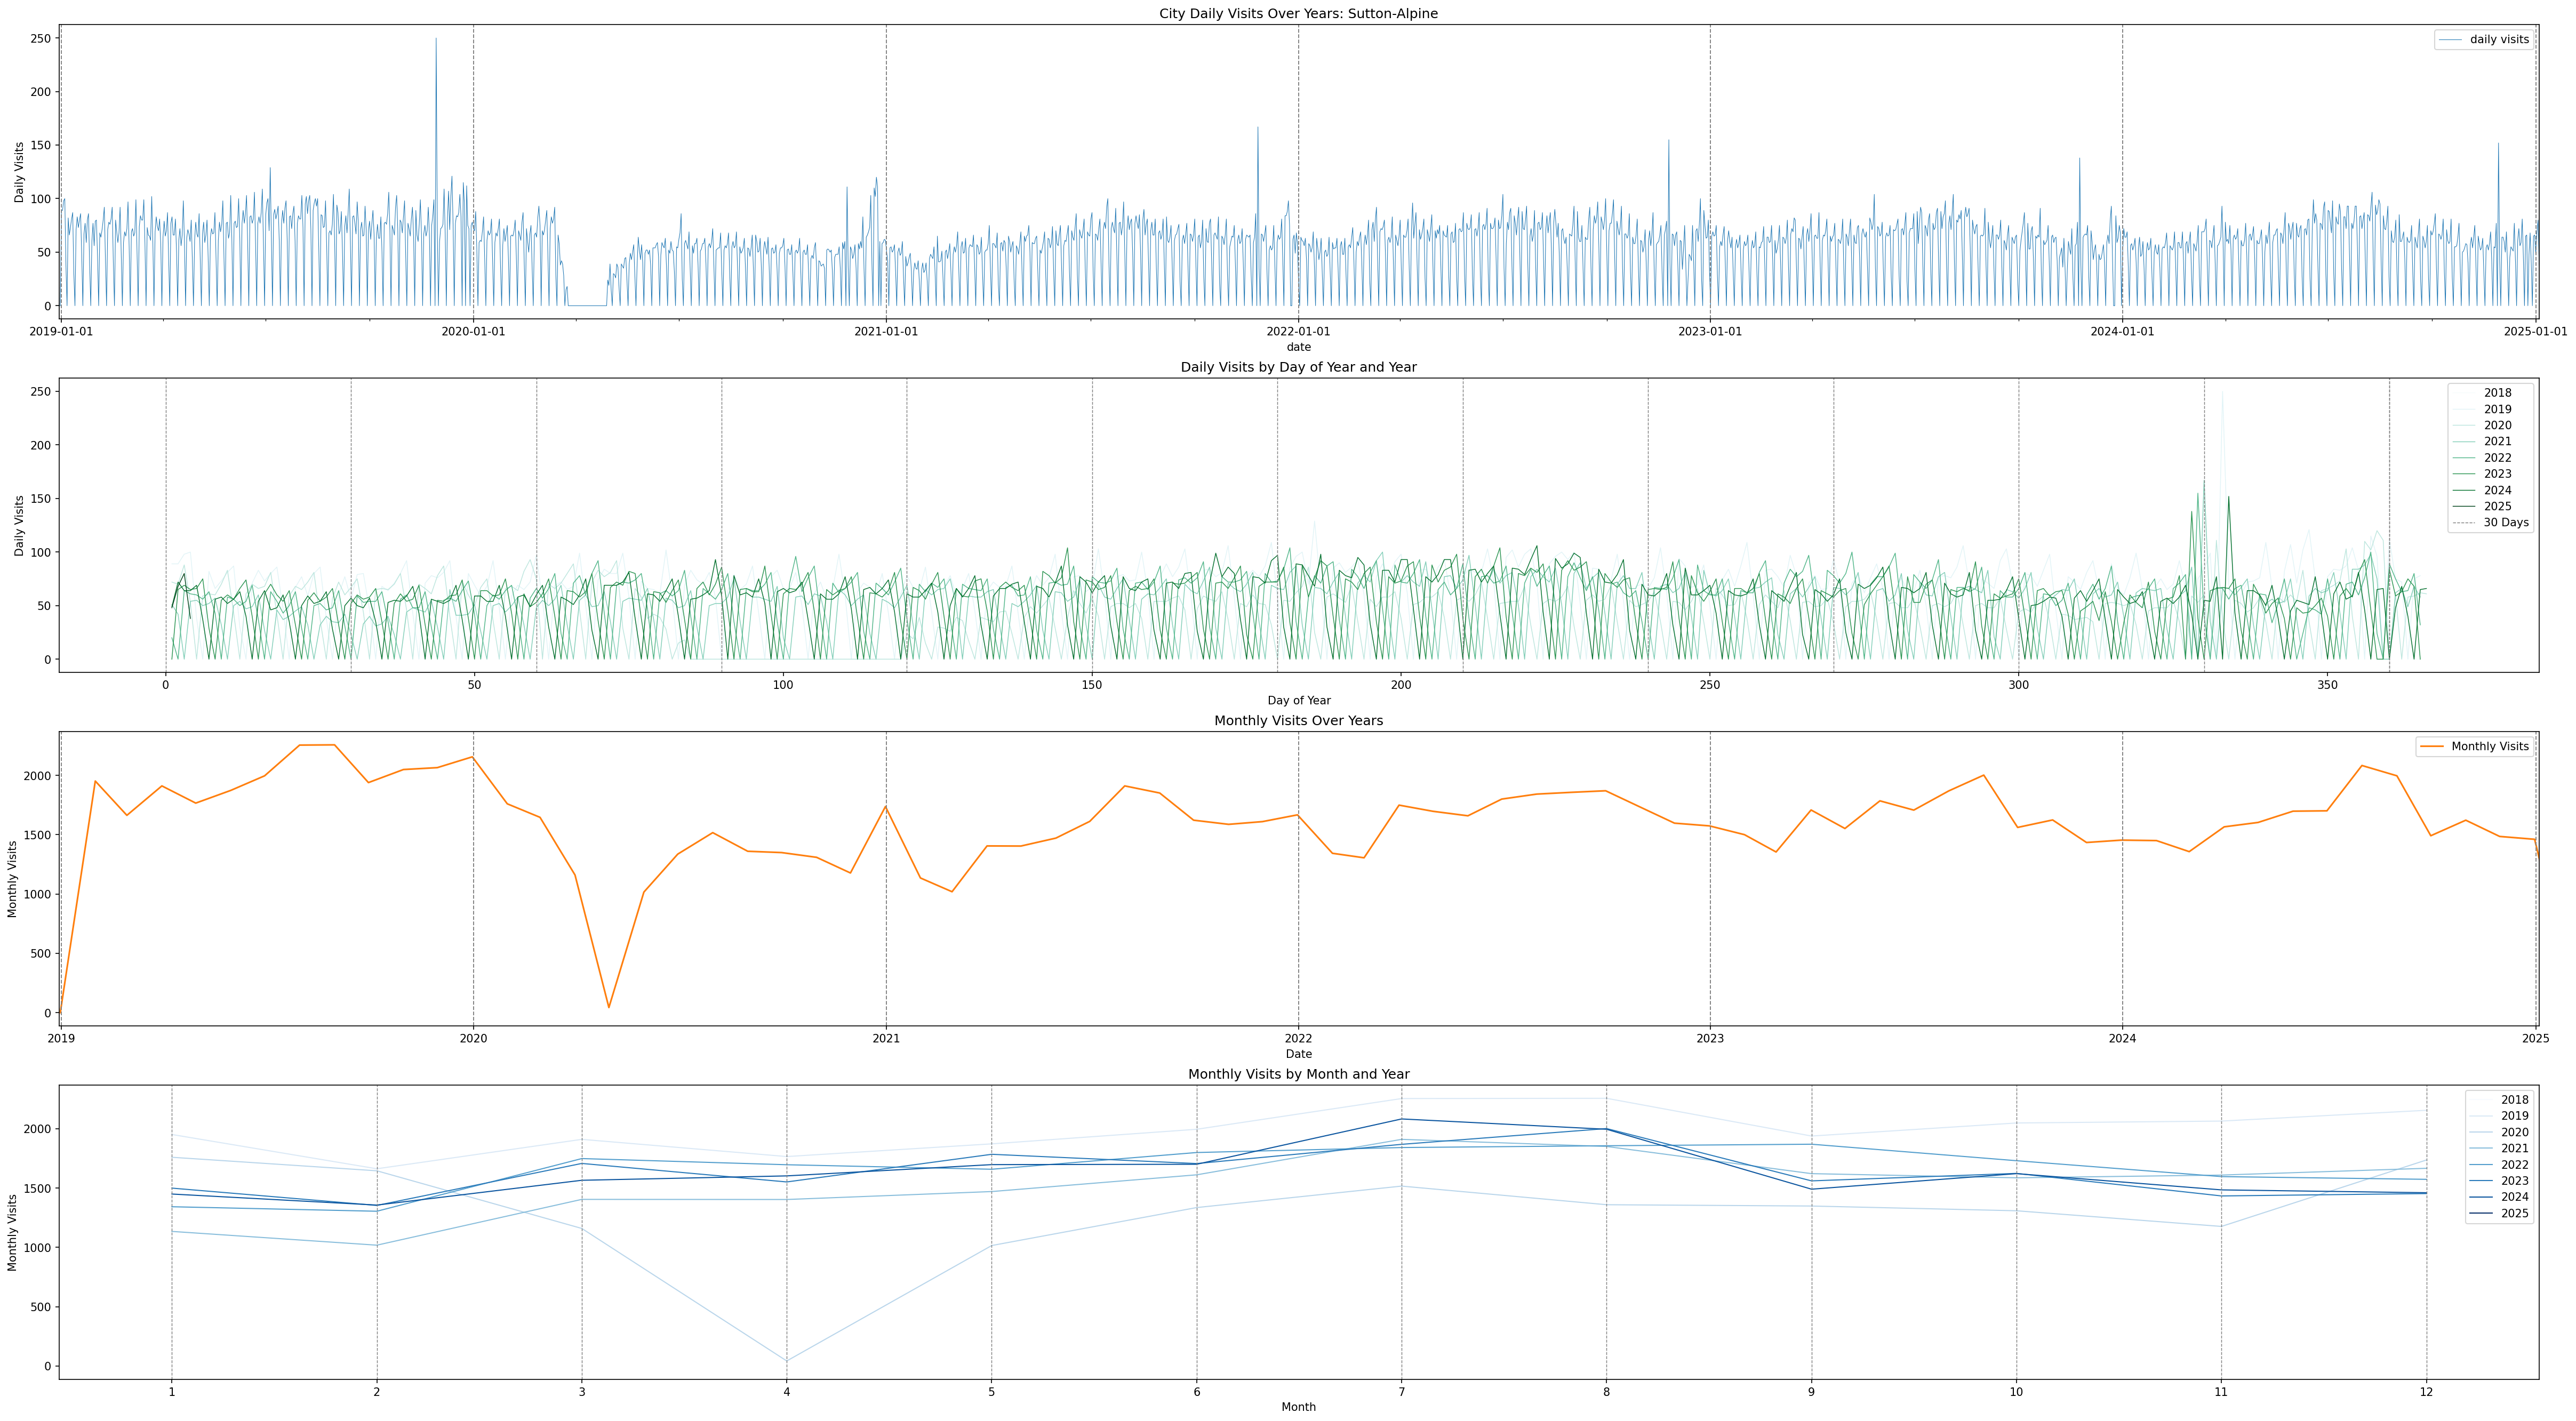 City Daily Visits Over Years: Sutton-Alpine
Daily Visits
250
200
150
100
50
0
daily visits
2019-01-01 2020-01-01 2021-01-01 2022-01-01 2023-01-01 2024-01-01 2025-01-01
date
Daily Visits by Day of Year and Year
Daily Visits
250
200
150
100
50
0
2018
2019
2020
2021
2022
2023
2024
2025
30 Days
0 50 100 150 200 250 300 350
Day of Year
Monthly Visits Over Years
Monthly Visits
2000
1500
1000
500
0
Monthly Visits
2019 2020 2021 2022 2023 2024 2025
Date
Monthly Visits by Month and Year
Monthly Visits
2000
1500
1000
500
0
2018
2019
2020
2021
2022
2023
2024
2025
1 2 3 4 5 6 7 8 9 10 11 12
Month